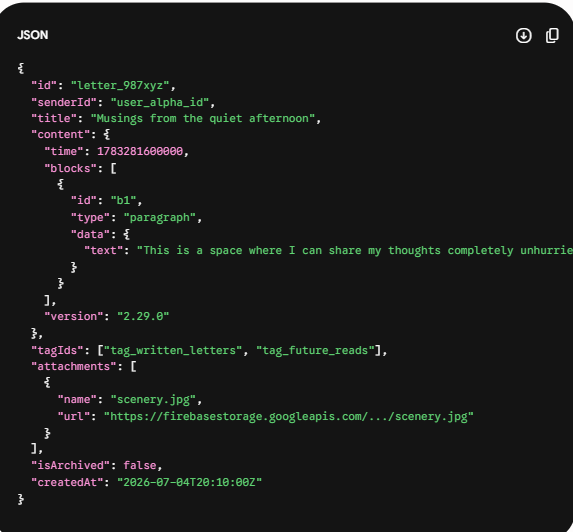 JSON
{
"id": "letter_987xyz",
"senderId": "user_alpha_id",
"title": "Musings from the quiet afternoon",
"content": {
"time": 1783281600000,
"blocks": [
{
"id": "b1",
"type": "paragraph",
"data": {
"text": "This is a space where I can share my thoughts completely unhurrie
}
}
],
"version": "2.29.0"
},
"tagIds": ["tag_written_letters", "tag_future_reads"],
"attachments": [
{
"name": "scenery.jpg",
"url": "https://firebasestorage.googleapis.com/.../scenery.jpg"
}
],
"isArchived": false,
"createdAt": "2026-07-04T20:10:00Z"
}